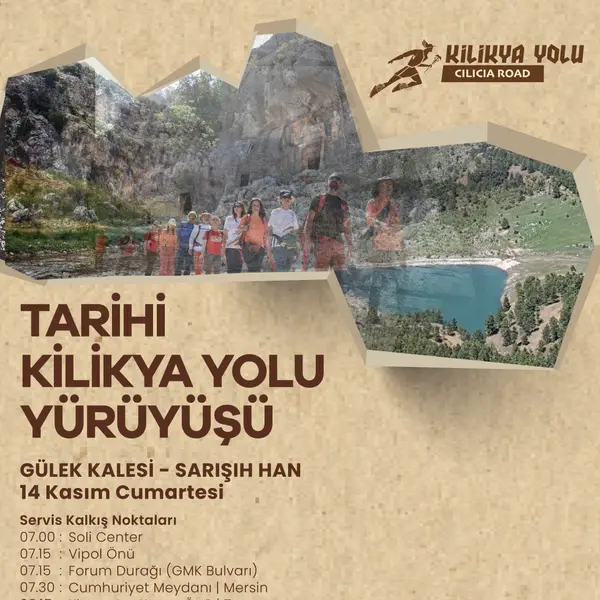 KİLİKYA YOLU
CILICIA ROAD
TARİHİ
KİLİKYA YOLU
YÜRÜYÜŞÜ
GÜLEK KALESİ - SARIŞIH HAN
14 Kasım Cumartesi
Servis Kalkış Noktaları
07.00 : Soli Center
07.15 : Vipol Önü
07.15 : Forum Durağı (GMK Bulvarı)
07.30 : Cumhuriyet Meydanı | Mersin